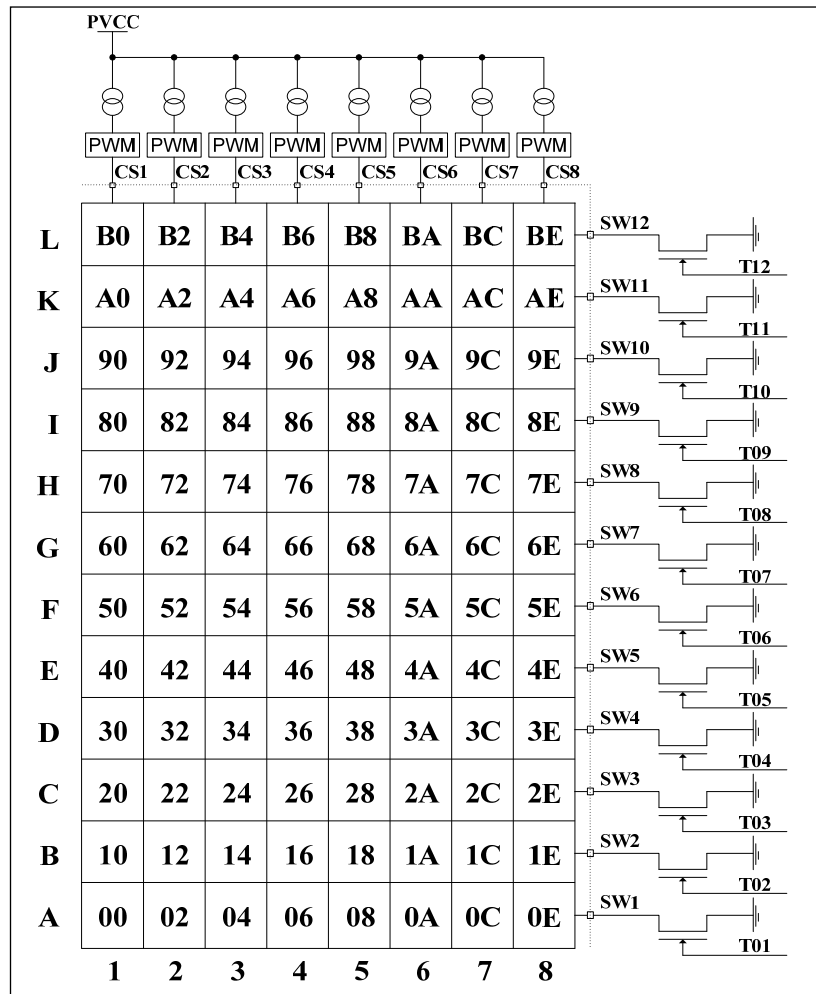 PVCC
PWM PWM PWM PWM PWM PWM PWM PWM
CS1 CS2 CS3 CS4 CS5 CS6 CS7 CS8
L B0 B2 B4 B6 B8 BA BC BE SW12
T12
K A0 A2 A4 A6 A8 AA AC AE SW11
T11
J 90 92 94 96 98 9A 9C 9E SW10
T10
I 80 82 84 86 88 8A 8C 8E SW9
T09
H 70 72 74 76 78 7A 7C 7E SW8
T08
G 60 62 64 66 68 6A 6C 6E SW7
T07
F 50 52 54 56 58 5A 5C 5E SW6
T06
E 40 42 44 46 48 4A 4C 4E SW5
T05
D 30 32 34 36 38 3A 3C 3E SW4
T04
C 20 22 24 26 28 2A 2C 2E SW3
T03
B 10 12 14 16 18 1A 1C 1E SW2
T02
A 00 02 04 06 08 0A 0C 0E SW1
T01
1 2 3 4 5 6 7 8